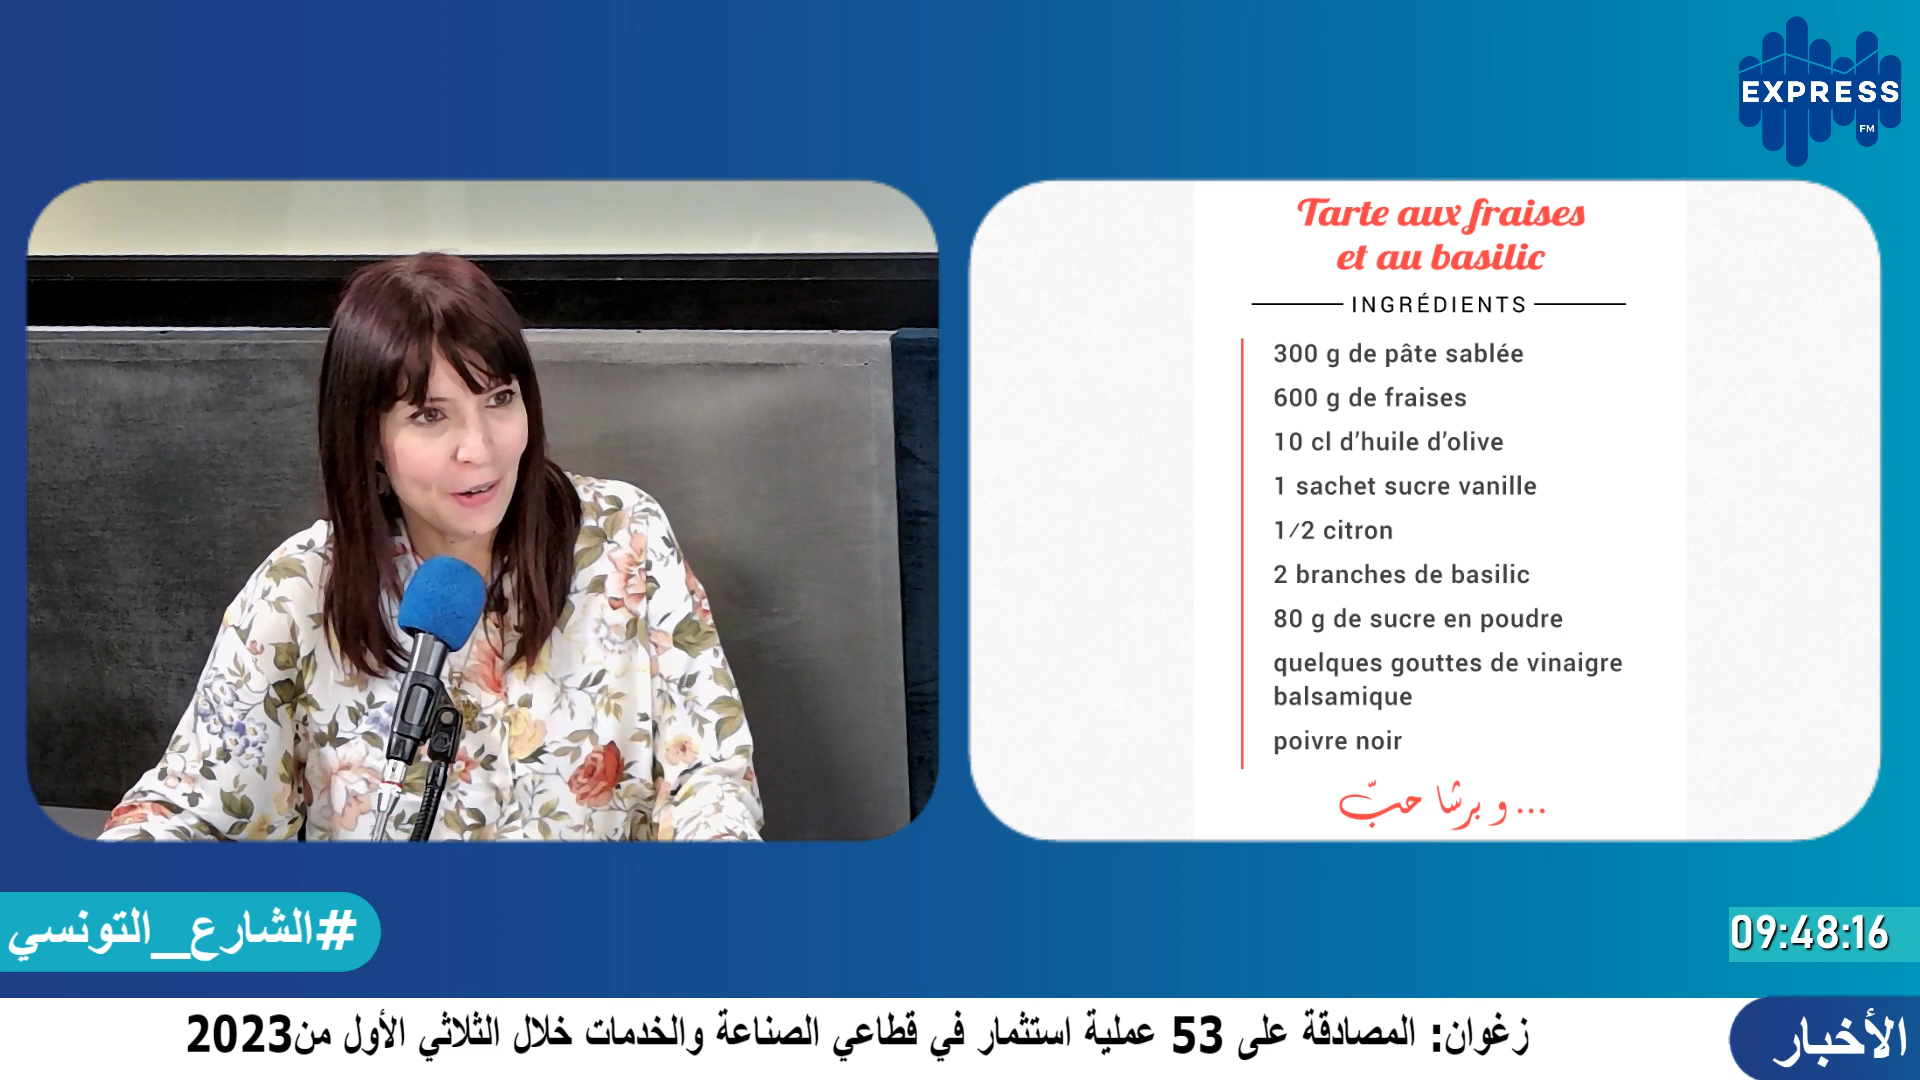 EXPRESS
FM
Tarte aux fraises
et au basilic
INGRÉDIENTS
300 g de pâte sablée
600 g de fraises
10 cl d’huile d’olive
1 sachet sucre vanille
1/2 citron
2 branches de basilic
80 g de sucre en poudre
quelques gouttes de vinaigre
balsamique
poivre noir
... و برشا حبّ
#الشارع_التونسي
09:48:16
الأخبار
زغوان: المصادقة على 53 عملية استثمار في قطاعي الصناعة والخدمات خلال الثلاثي الأول من2023